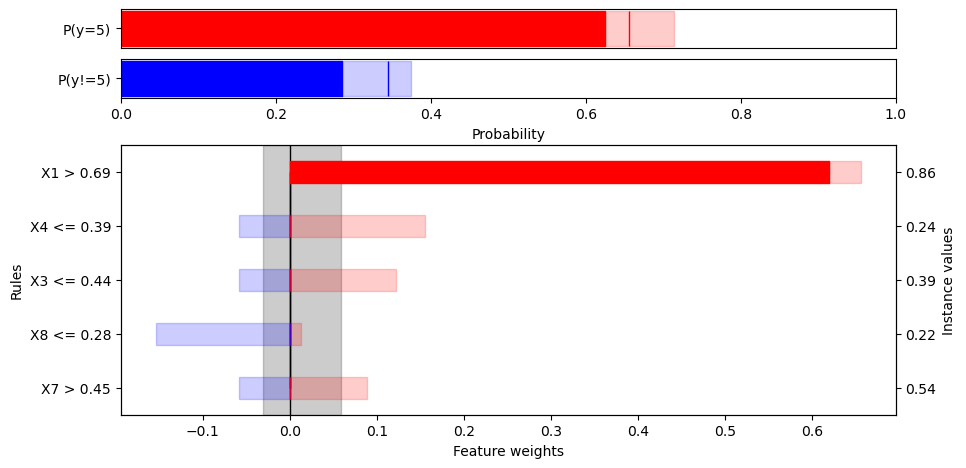 P(y=5)
P(y!=5)
0.0 0.2 0.4 0.6 0.8 1.0
Probability
X1 > 0.69 0.86
X4 <= 0.39 0.24
X3 <= 0.44 0.39
X8 <= 0.28 0.22
X7 > 0.45 0.54
Rules
Instance values
−0.1 0.0 0.1 0.2 0.3 0.4 0.5 0.6
Feature weights